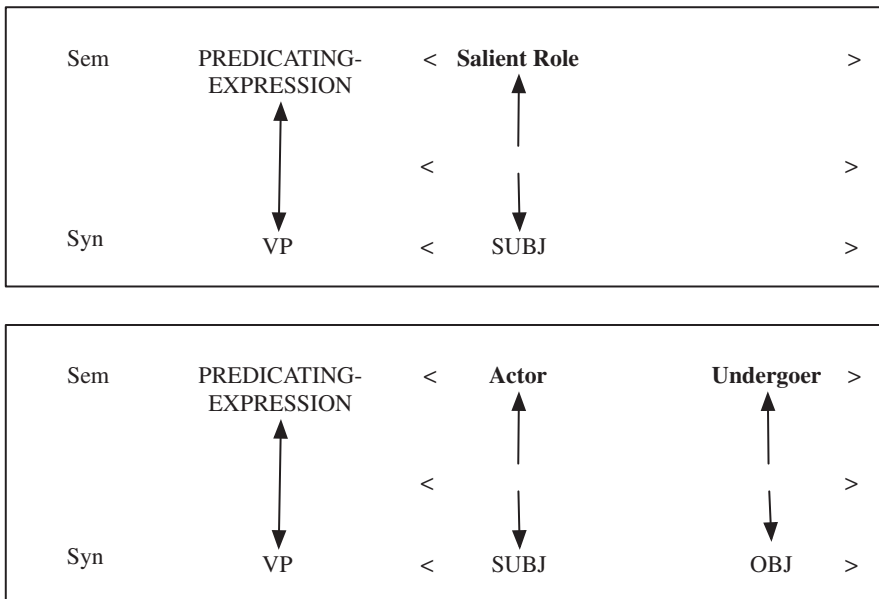 Sem PREDICATING- < Salient Role >
EXPRESSION
< >
Syn VP < SUBJ >
Sem PREDICATING- < Actor Undergoer >
EXPRESSION
< >
Syn VP < SUBJ OBJ >